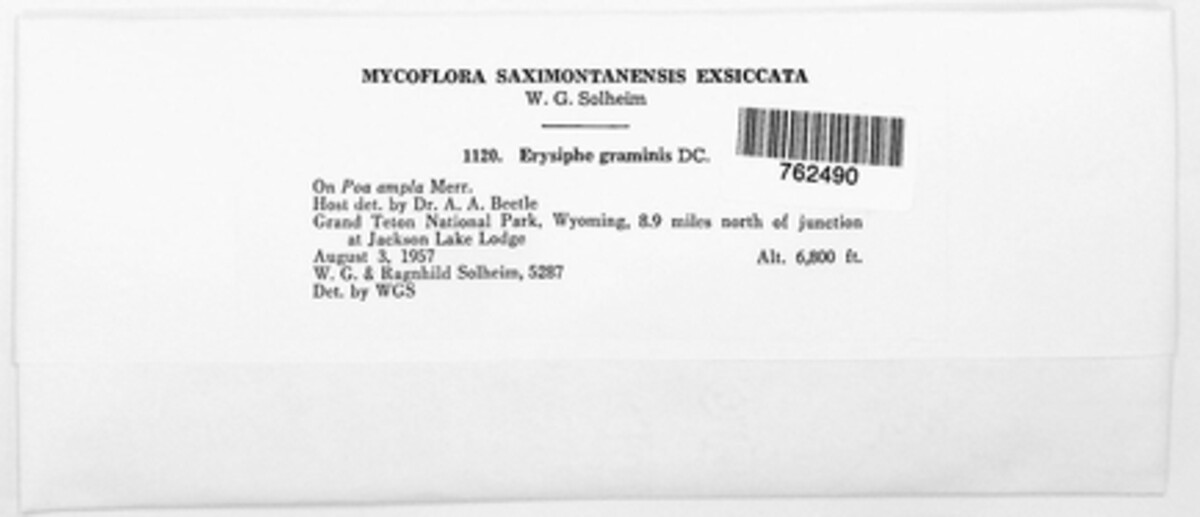 MYCOFLORA SAXIMONTANENSIS EXSICCATA
W. G. Solheim
1120. Erysiphe graminis DC.
762490
On Poa ampla Merr.
Host det. by Dr. A. A. Beetle
Grand Teton National Park, Wyoming, 8.9 miles north of junction
at Jackson Lake Lodge
August 3, 1957 Alt. 6,800 ft.
W. G. & Ragnhild Solheim, 5287
Det. by WGS